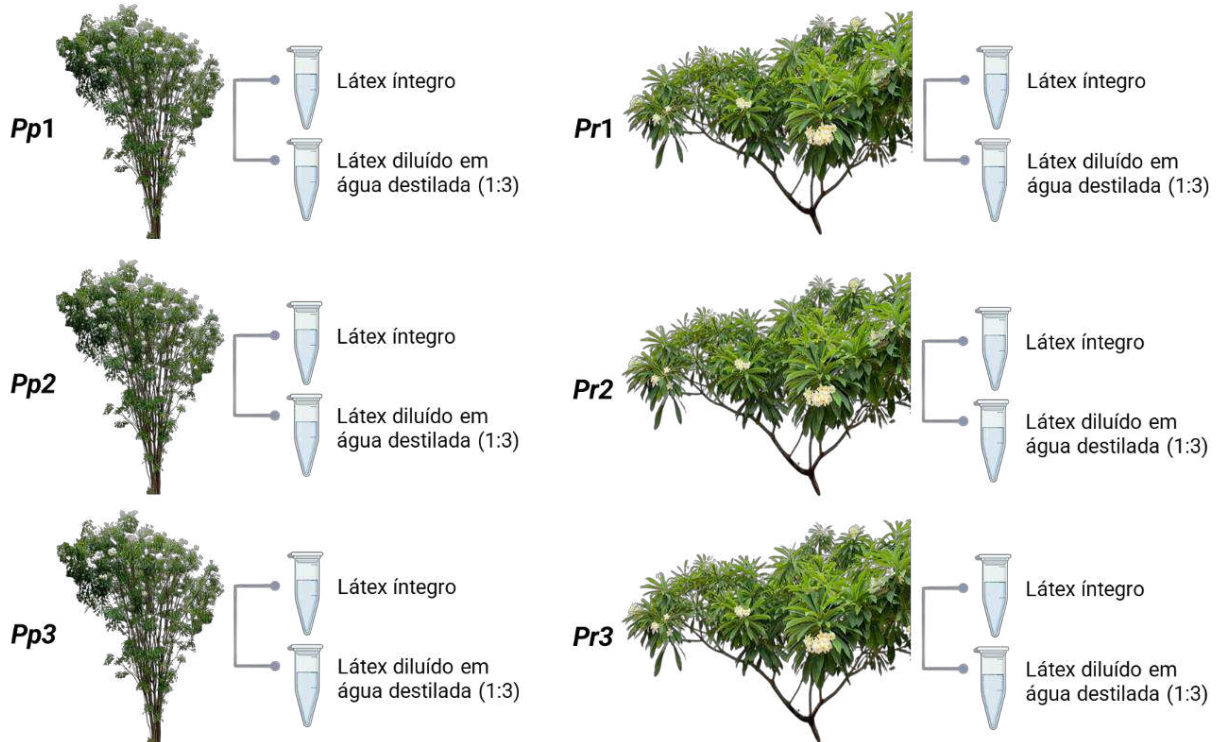 Pp1
Látex íntegro
Látex diluído em
água destilada (1:3)
Pr1
Látex íntegro
Látex diluído em
água destilada (1:3)
Pp2
Látex íntegro
Látex diluído em
água destilada (1:3)
Pr2
Látex íntegro
Látex diluído em
água destilada (1:3)
Pp3
Látex íntegro
Látex diluído em
água destilada (1:3)
Pr3
Látex íntegro
Látex diluído em
água destilada (1:3)